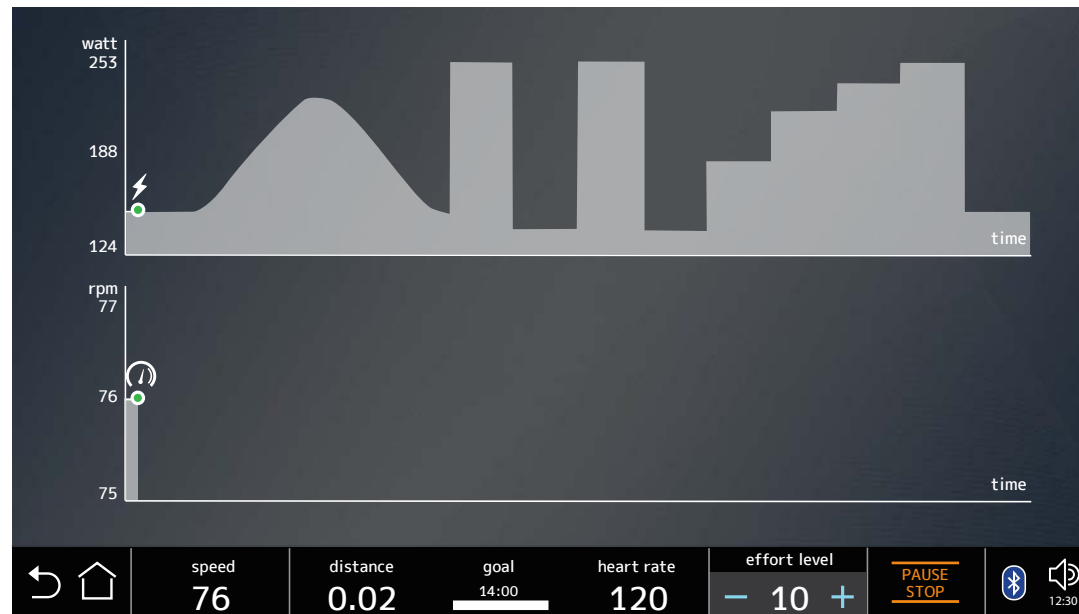 watt
253
188
124
time
rpm
77
76
75
time
speed
76
distance
0.02
goal
14:00
heart rate
120
effort level
− 10 +
PAUSE
STOP
12:30